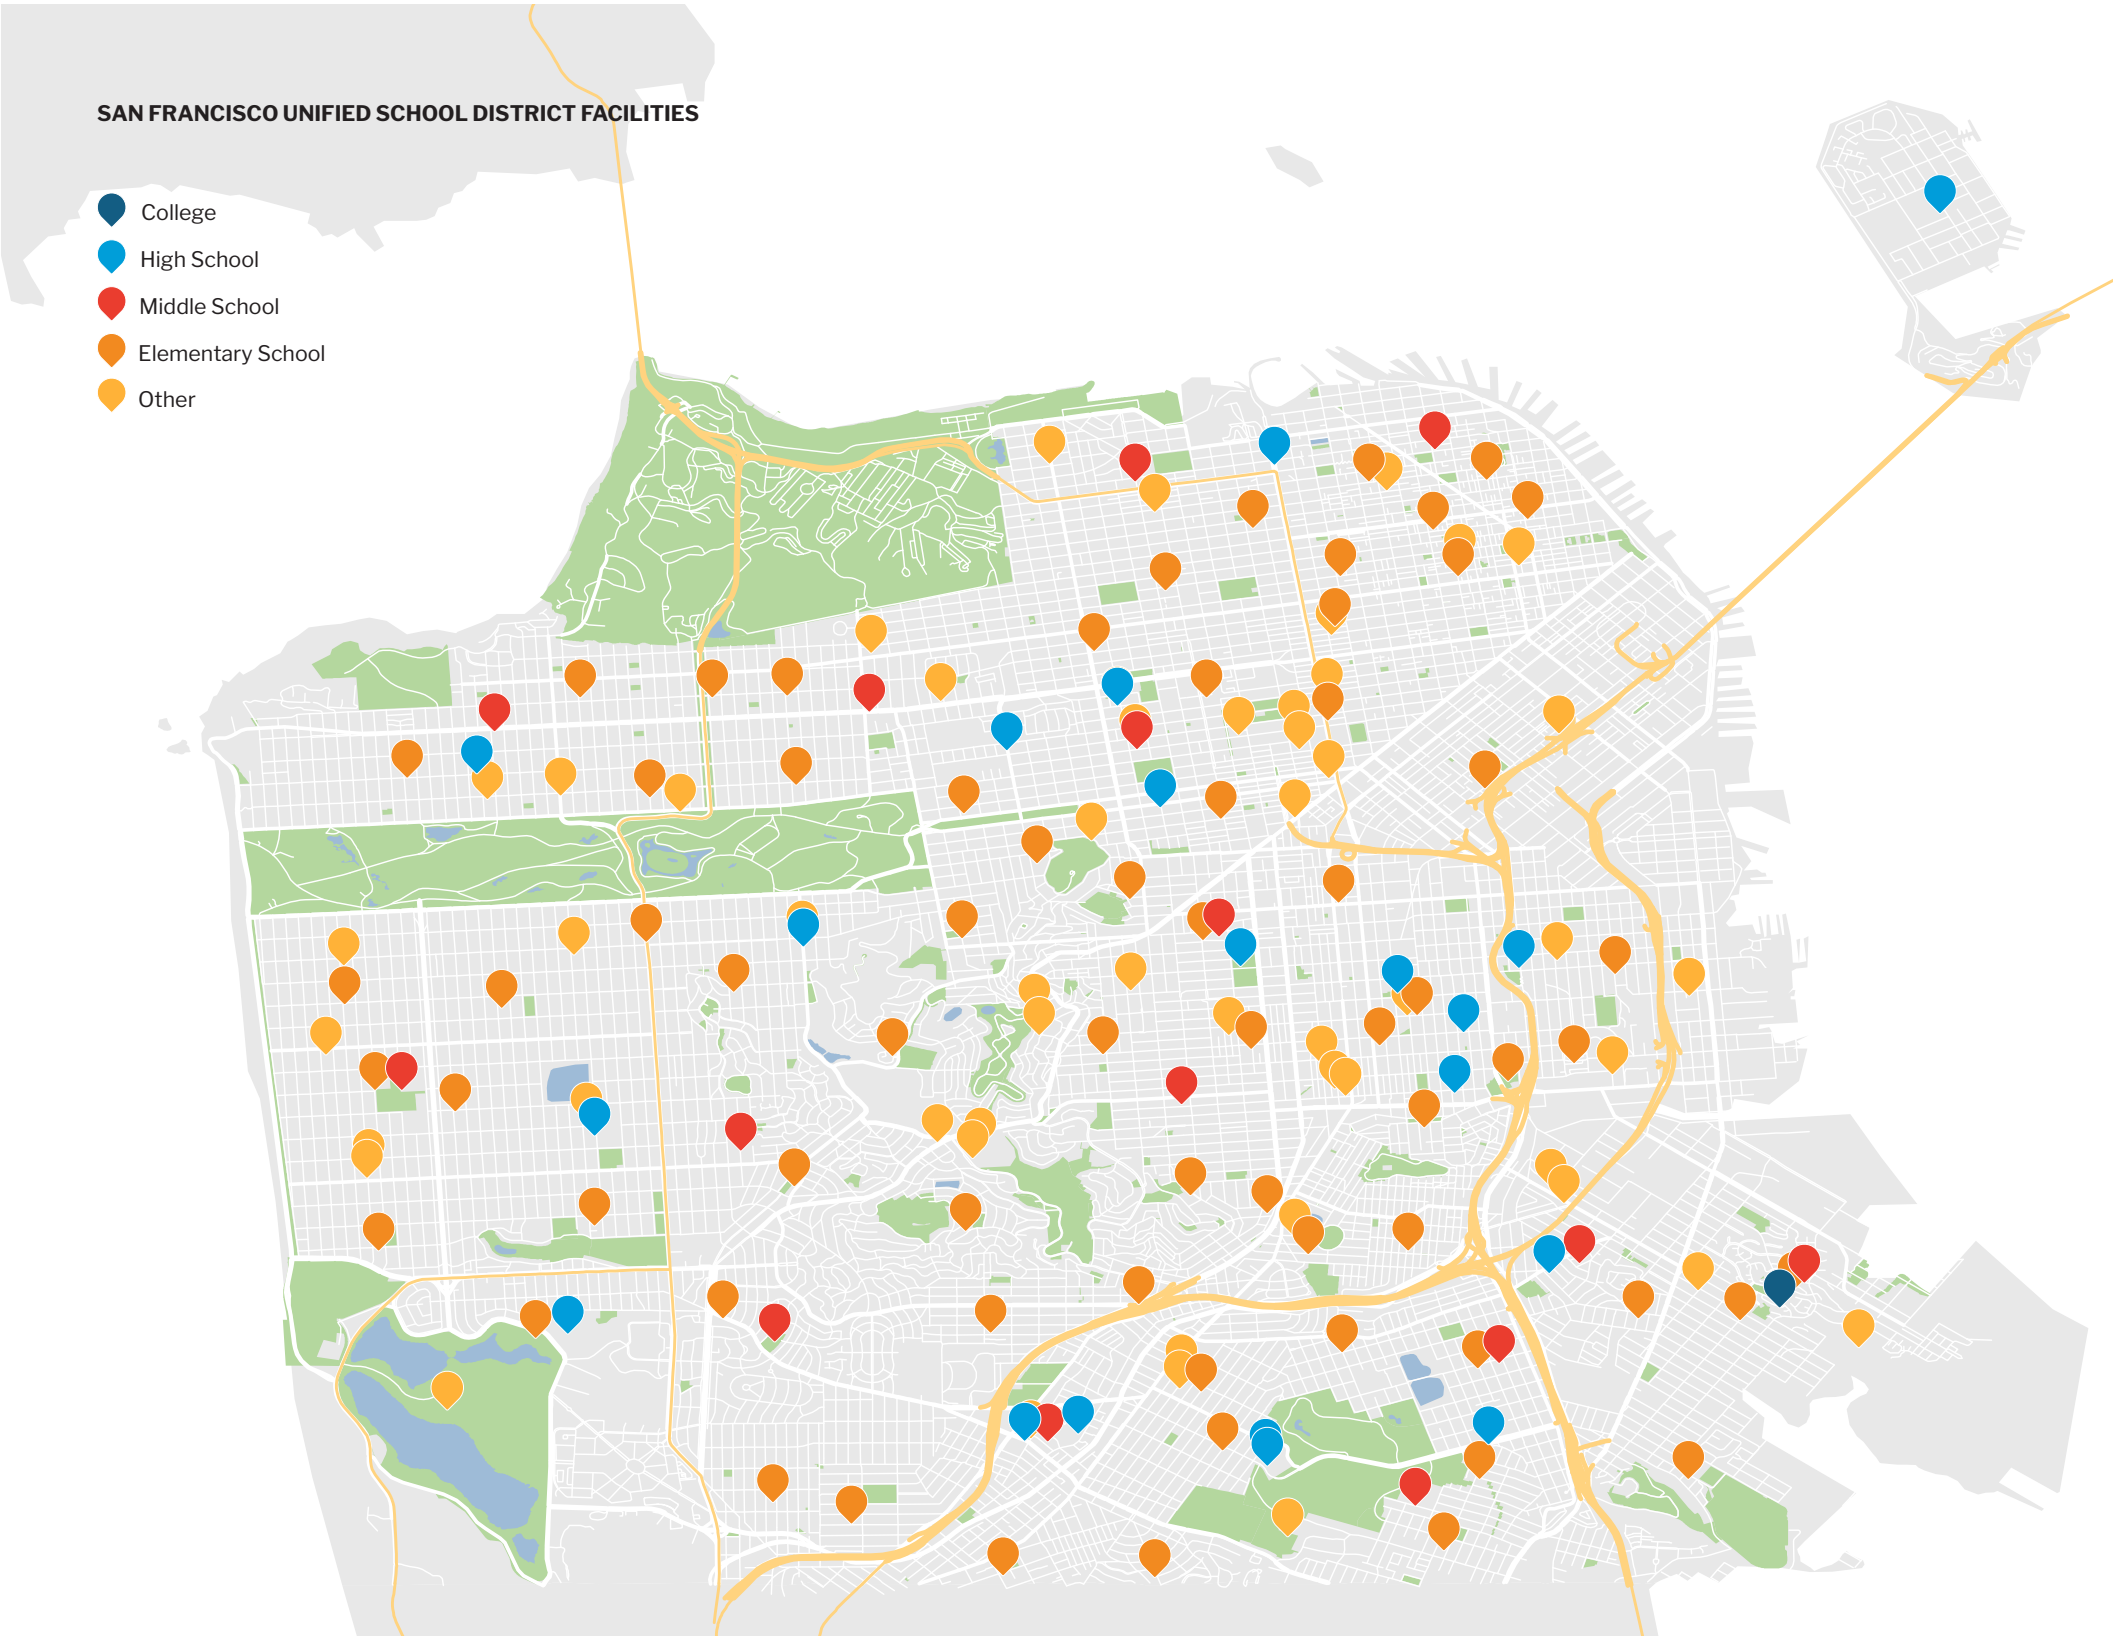 SAN FRANCISCO UNIFIED SCHOOL DISTRICT FACILITIES
College
High School
Middle School
Elementary School
Other